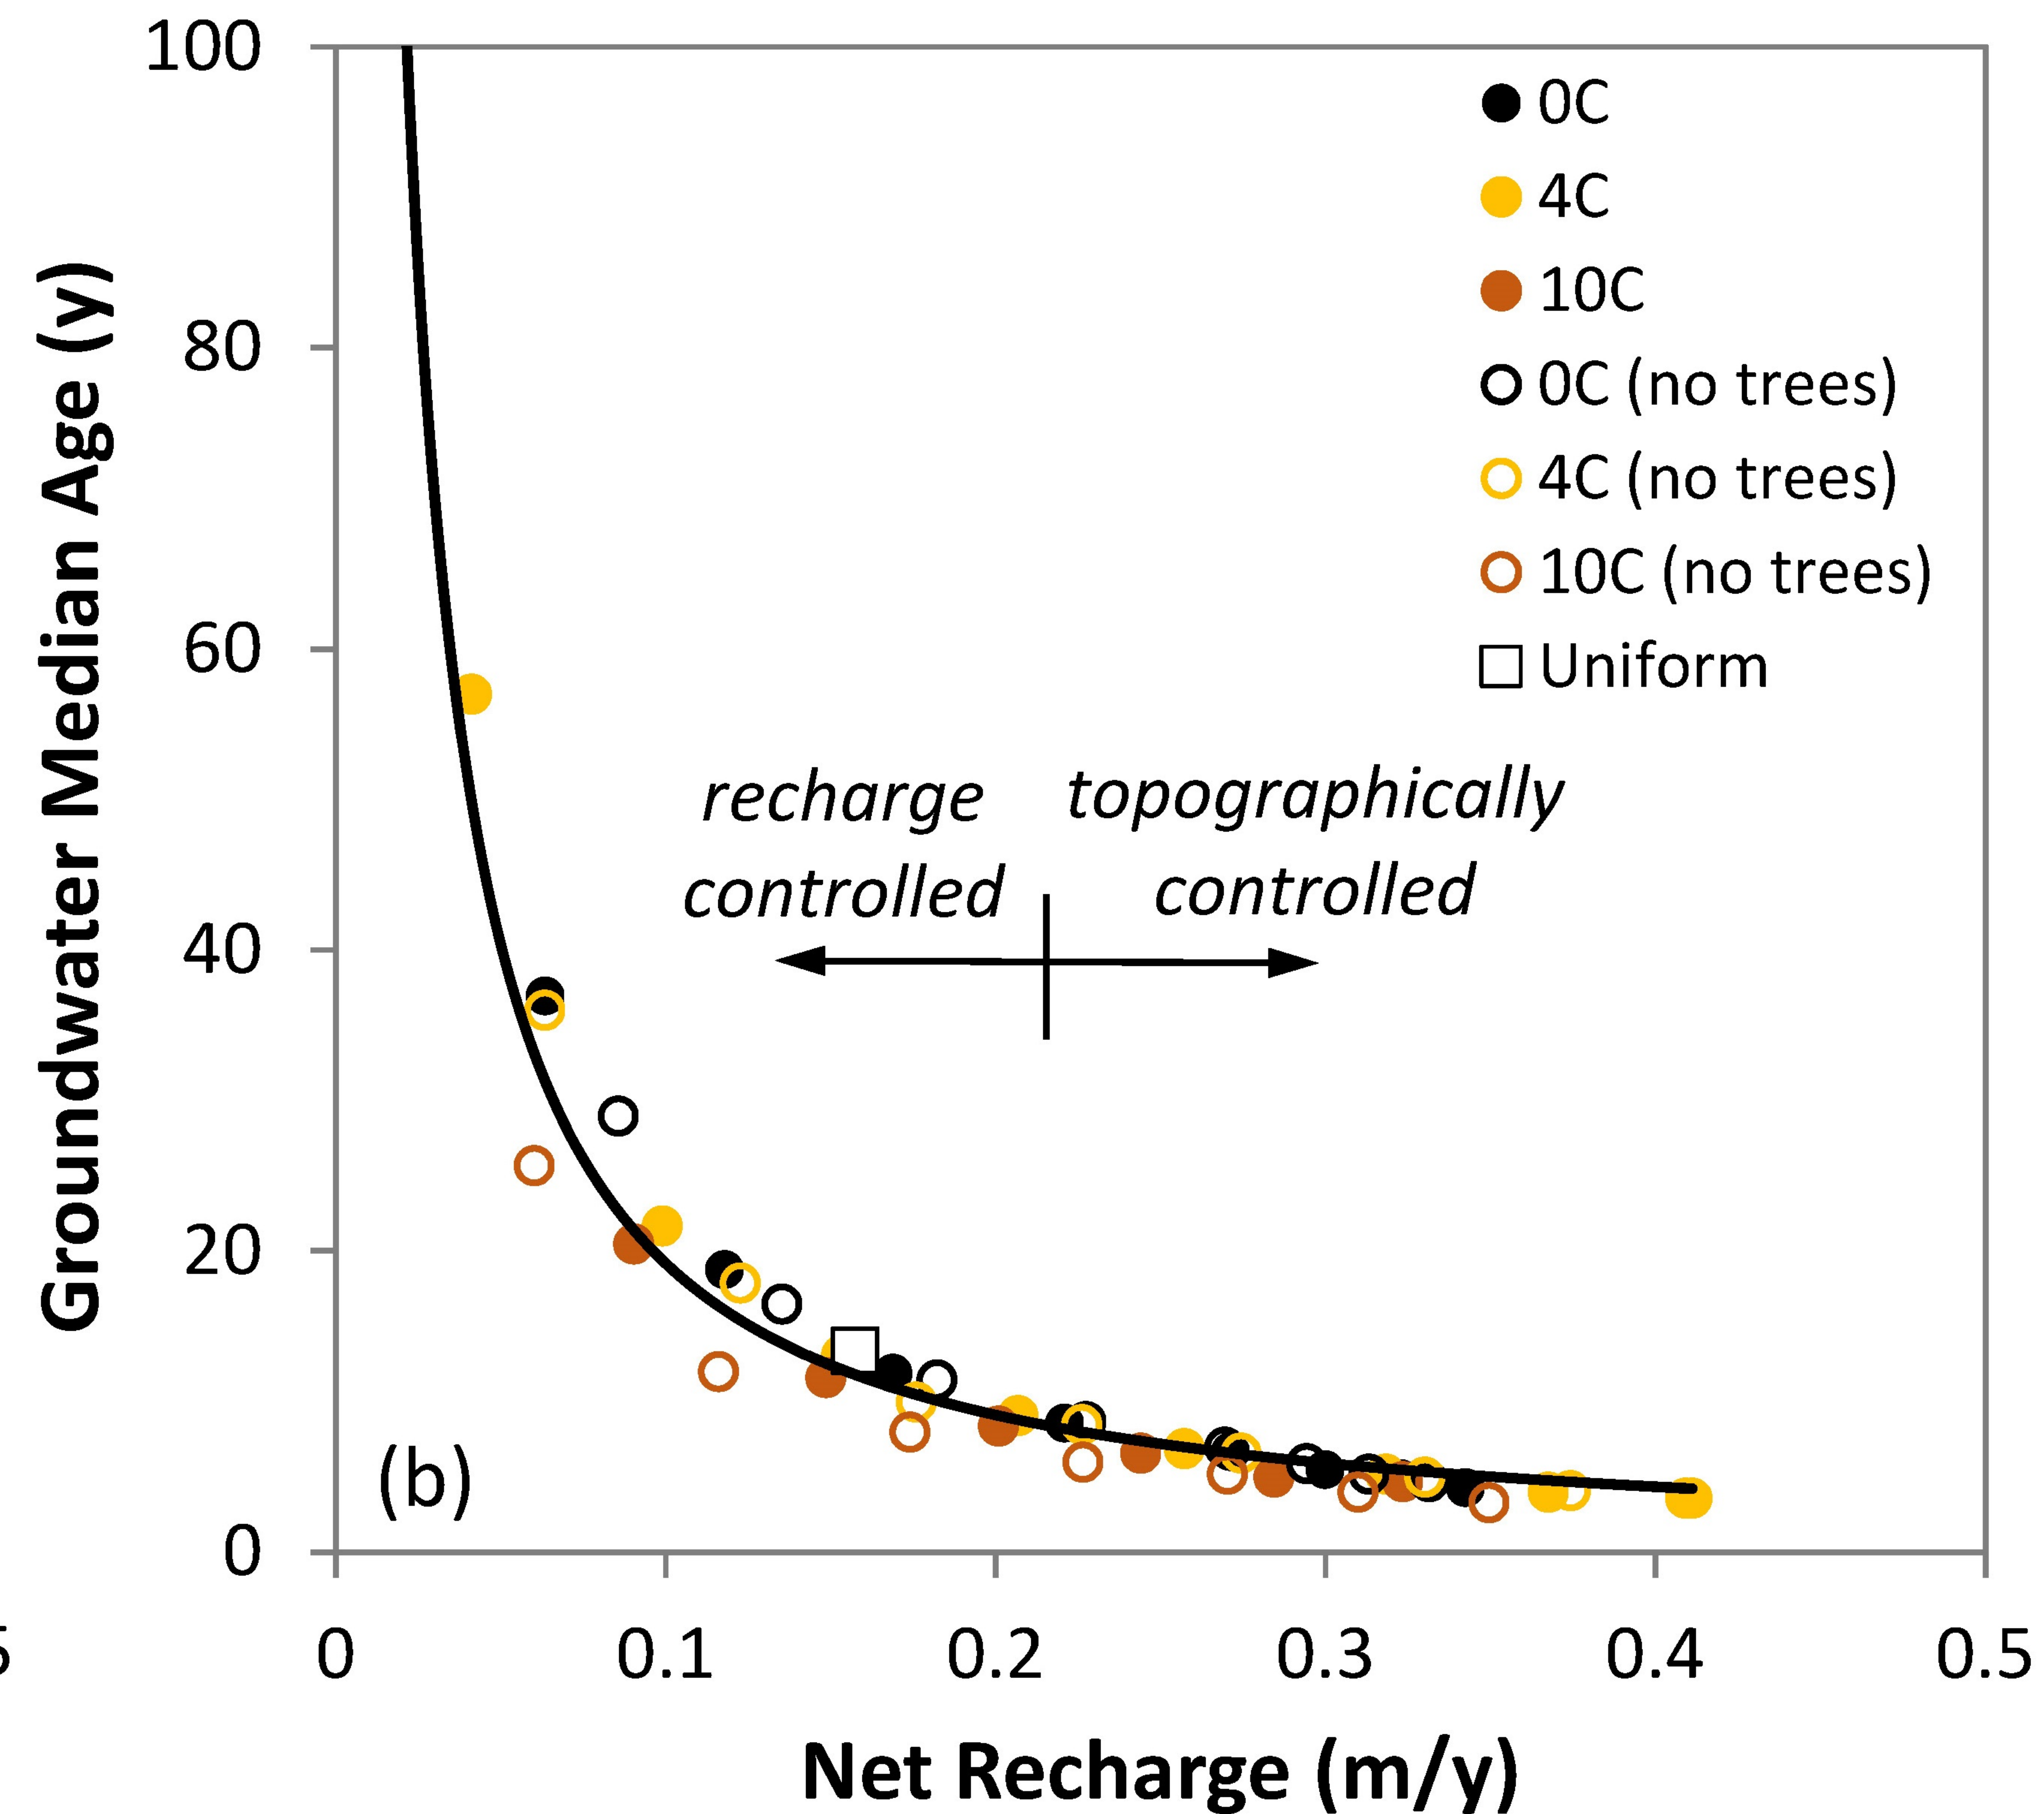 Groundwater Median Age (y)
100
80
60
40
20
0
0C
4C
10C
0C (no trees)
4C (no trees)
10C (no trees)
Uniform
recharge
controlled
topographically
controlled
(b)
5
0
0.1
0.2
0.3
0.4
0.5
Net Recharge (m/y)